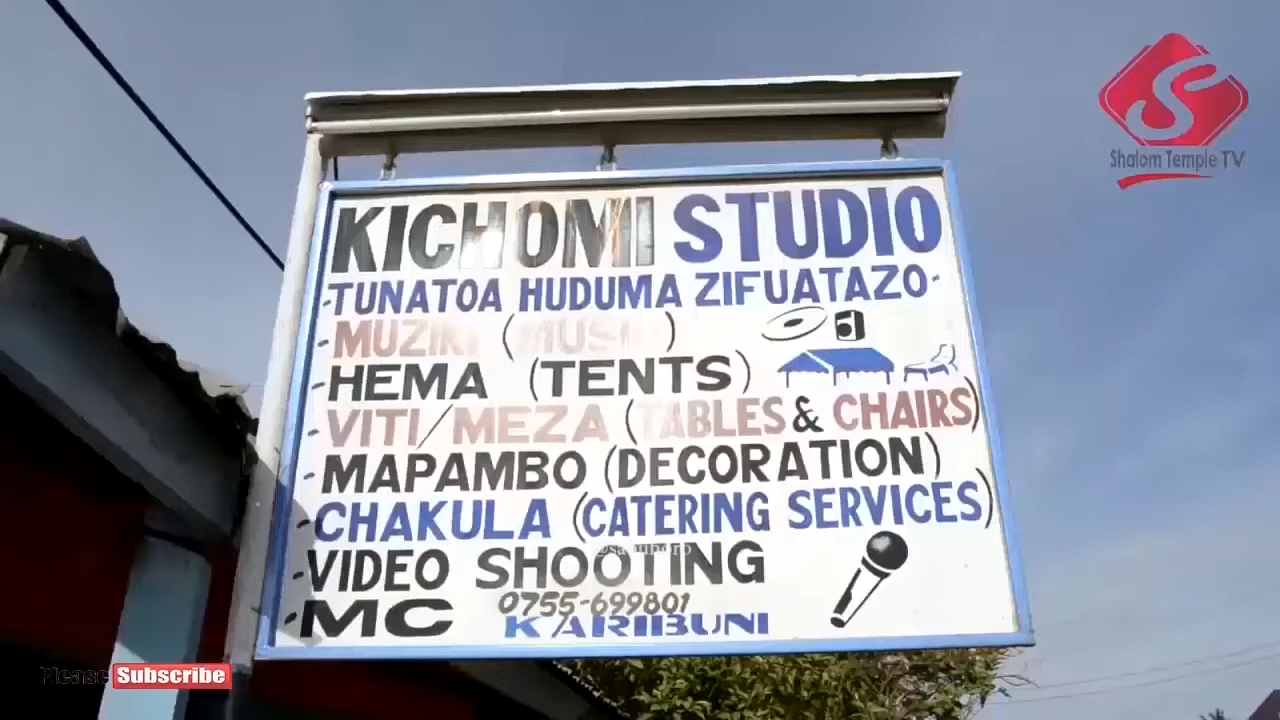 KICHOMI STUDIO
-TUNATOA HUDUMA ZIFUATAZO-
-MUZIKI (MUSIC)
-HEMA (TENTS)
-VITI/MEZA (TABLES & CHAIRS)
-MAPAMBO (DECORATION)
-CHAKULA (CATERING SERVICES)
-VIDEO SHOOTING
-MC
0755-699801
KARIBUNI
S
Shalom Temple TV
Please Subscribe